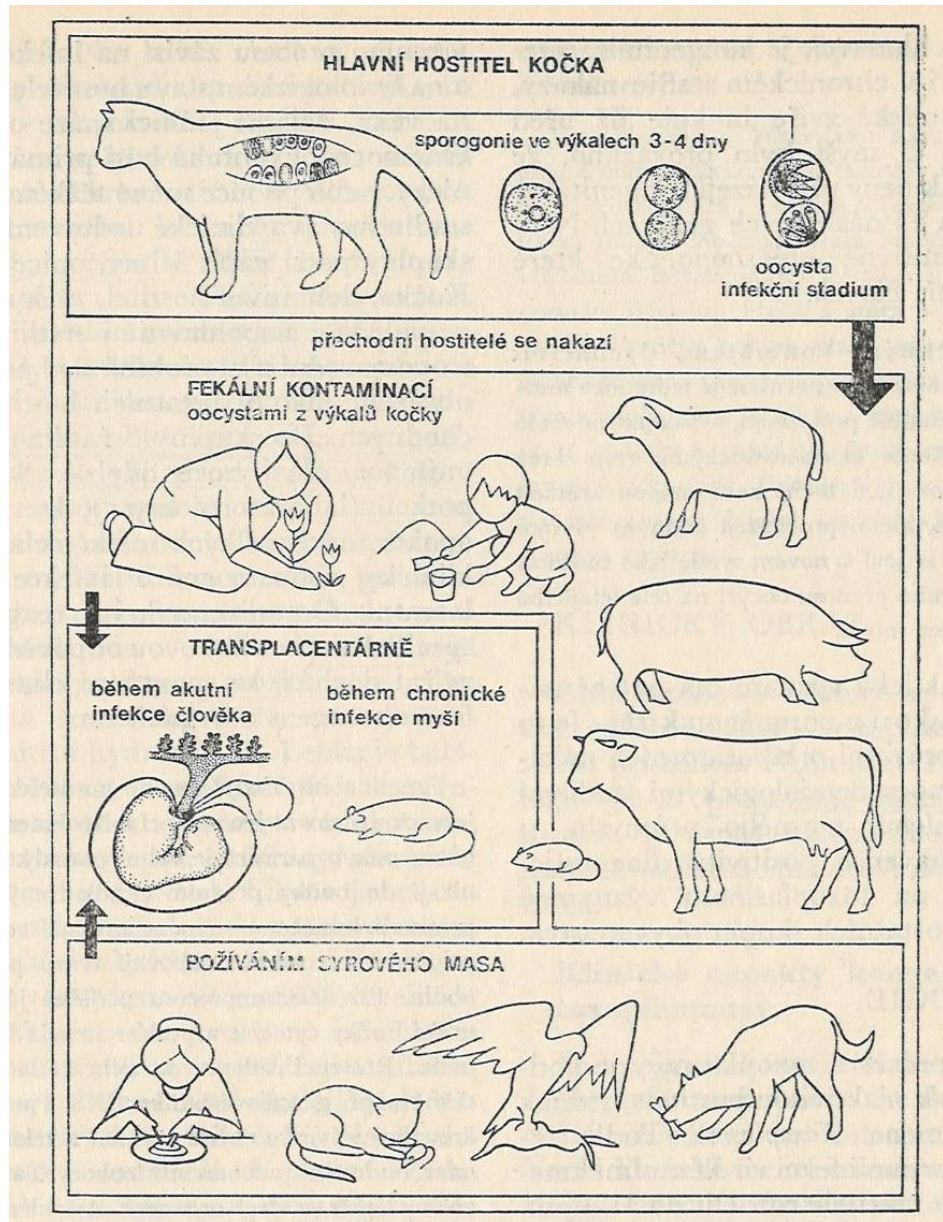 HLAVNÍ HOSTITEL KOČKA
sporogonie ve výkalech 3-4 dny
oocysta
infekční stadium
přechodní hostitelé se nakazí
FEKÁLNÍ KONTAMINACÍ
oocystami z výkalů kočky
TRANSPLACENTÁRNĚ
během akutní
infekce člověka
během chronické
infekce myší
POŽÍVÁNÍM SYROVÉHO MASA